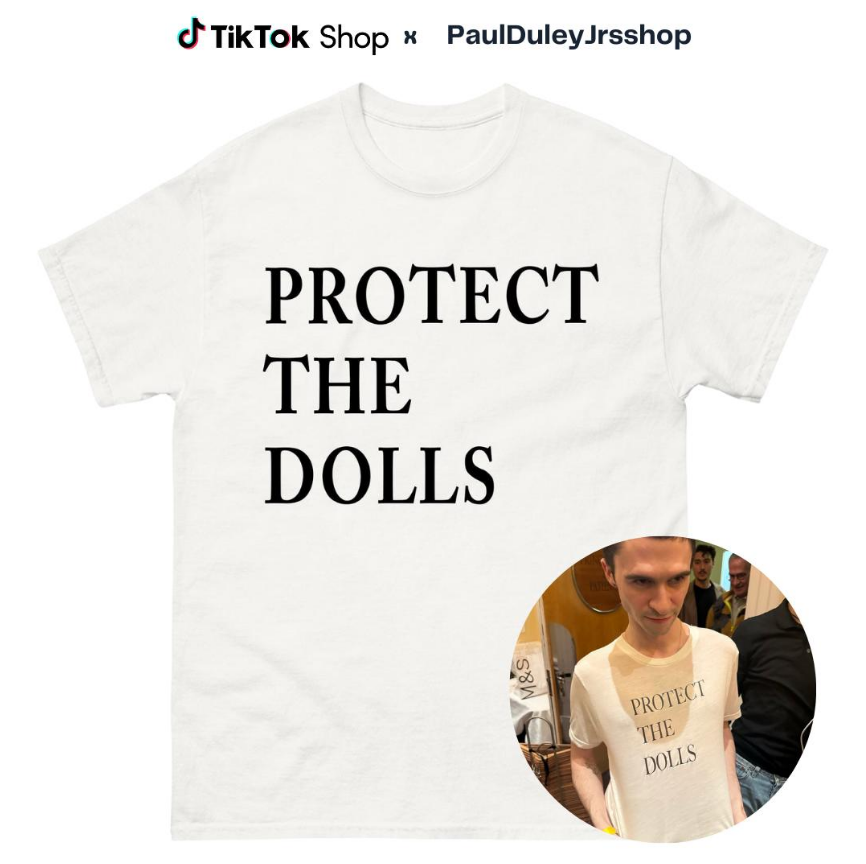 TikTok Shop x PaulDuleyJrsshop
PROTECT
THE
DOLLS
M&S
PROTECT
THE
DOLLS